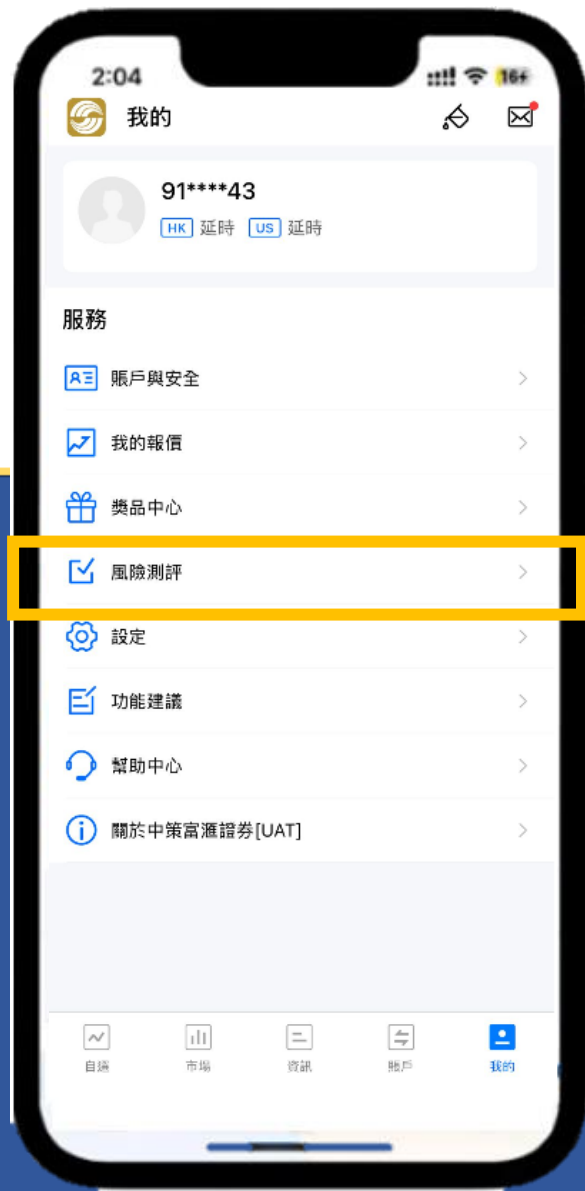 2:04
16
我的
91****43
HK 延時 US 延時
服務
賬戶與安全
我的報價
獎品中心
風險測評
設定
功能建議
幫助中心
關於中策富滙證券[UAT]
自選 市場 資訊 賬戶 我的